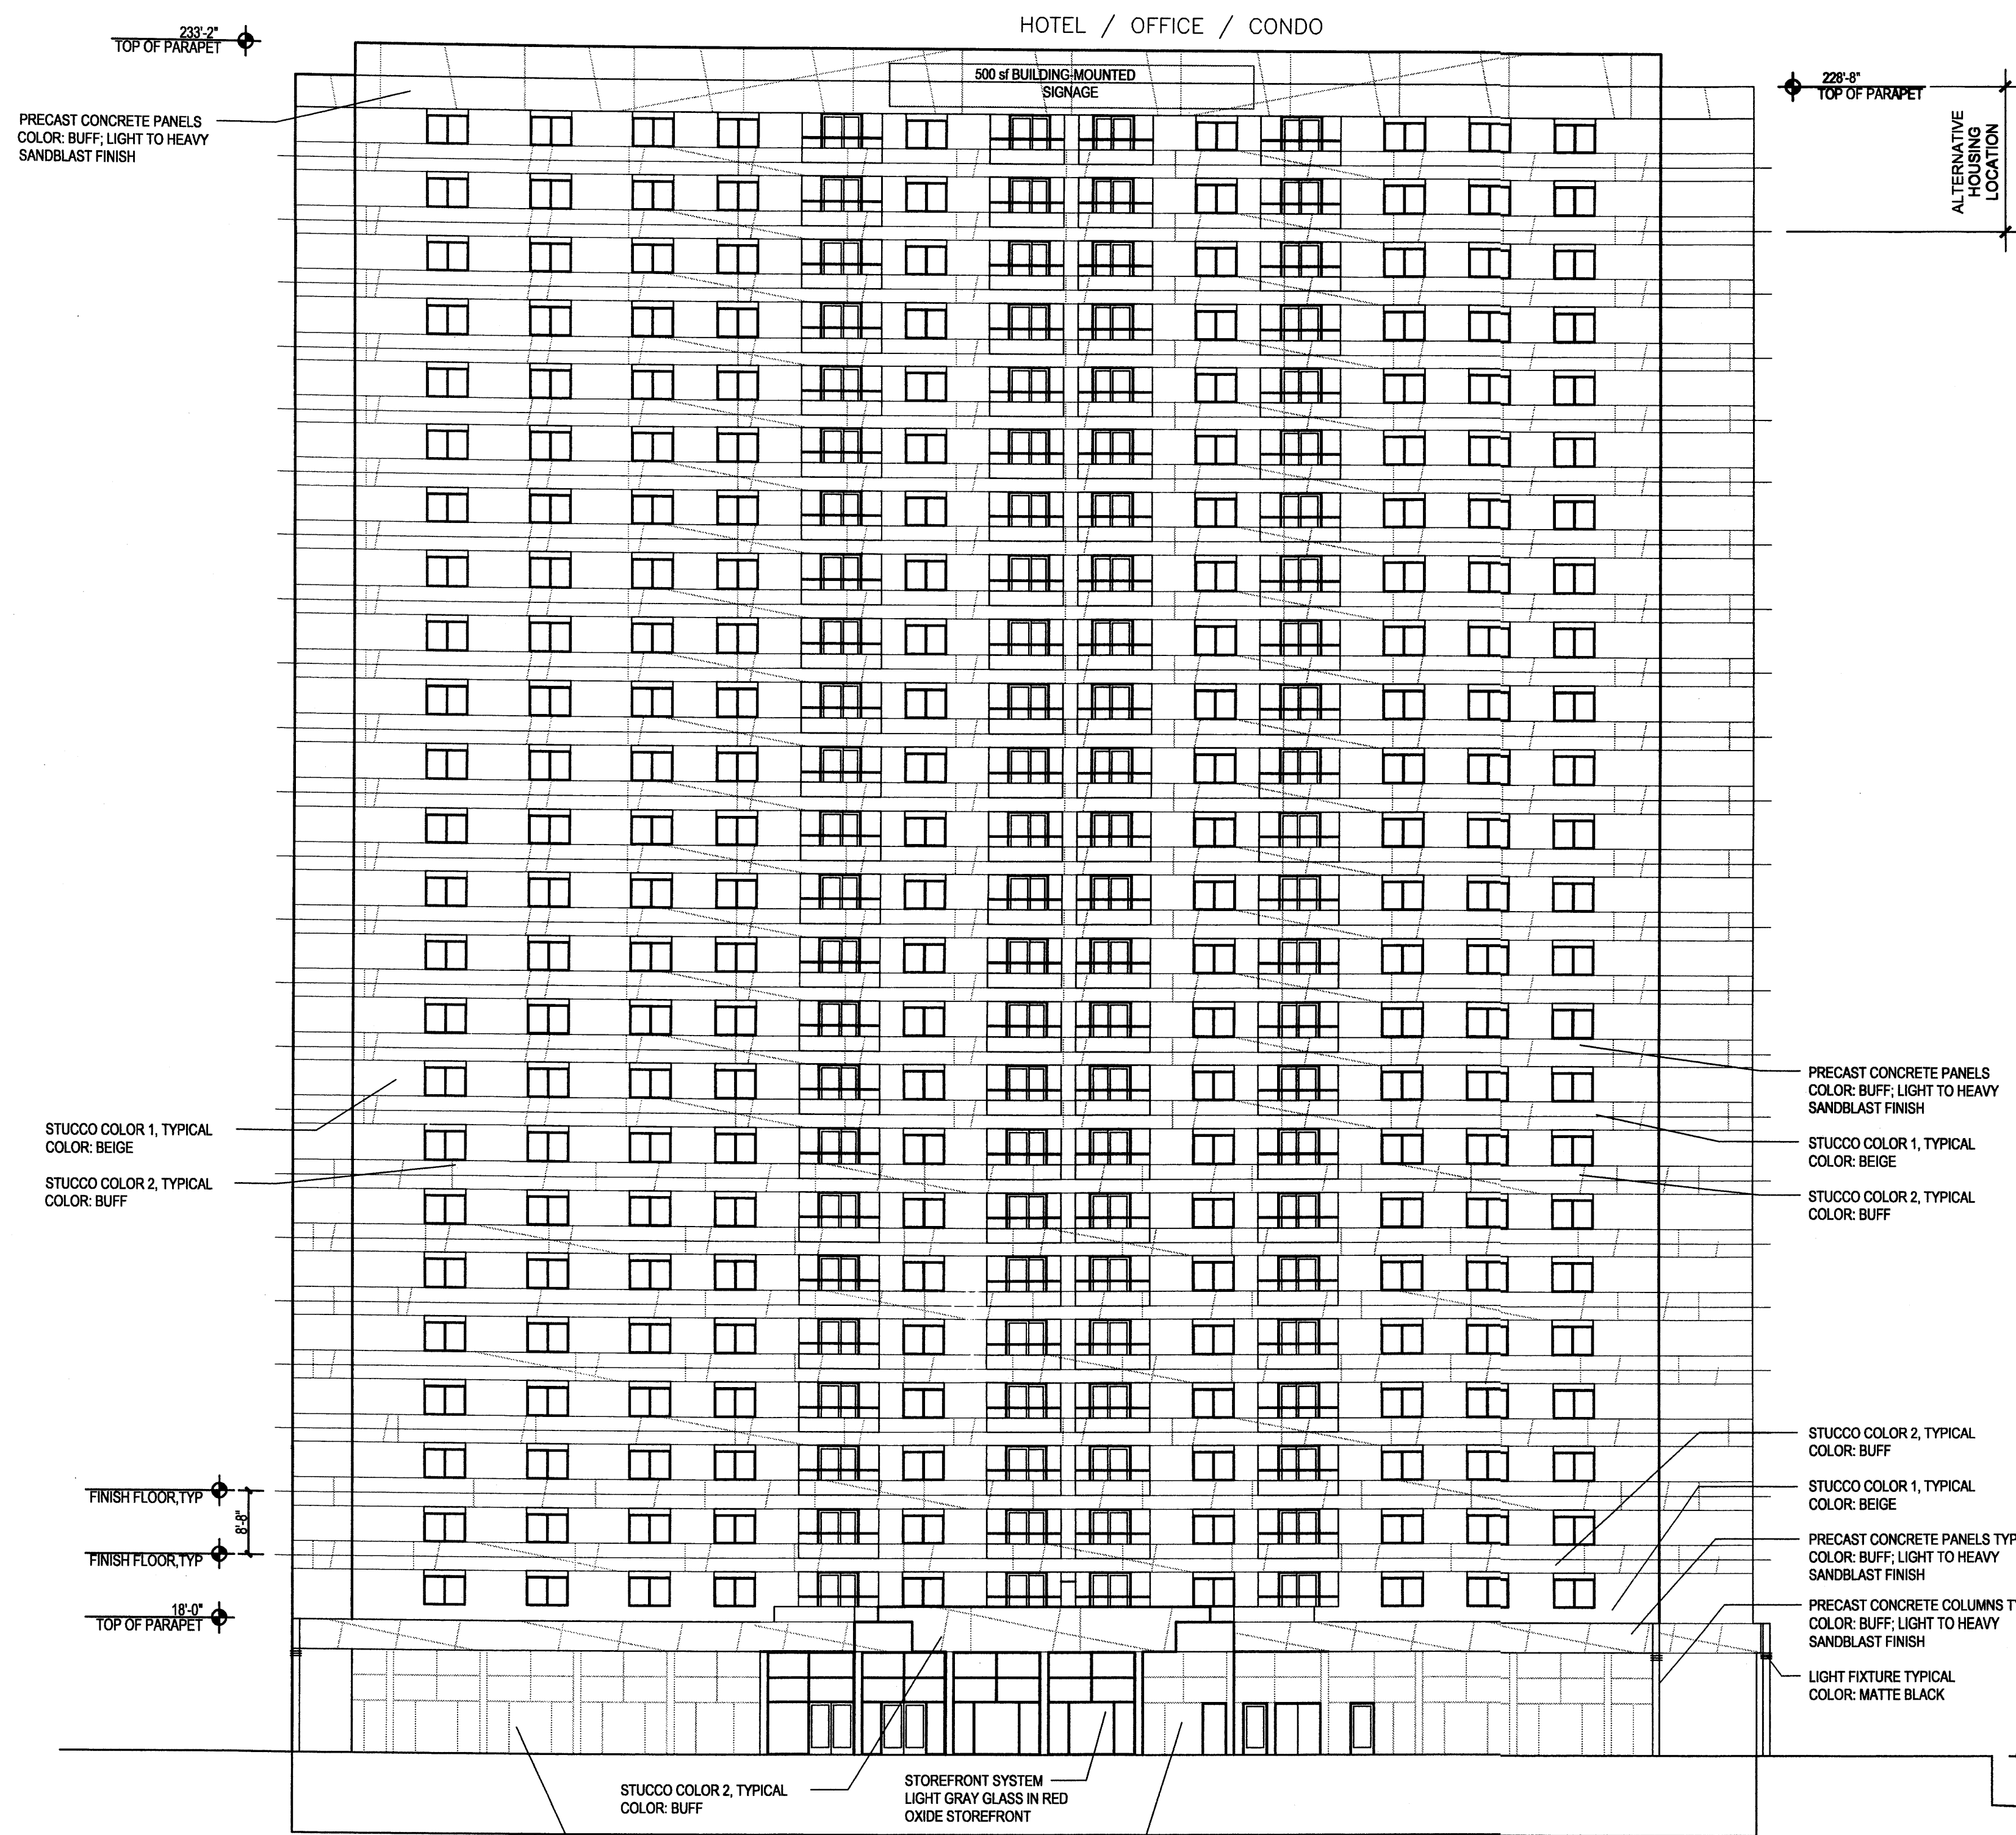 HOTEL / OFFICE / CONDO
233'-2"
TOP OF PARAPET
500 sf BUILDING-MOUNTED
SIGNAGE
228'-8"
TOP OF PARAPET
ALTERNATIVE
HOUSING
LOCATION
PRECAST CONCRETE PANELS
COLOR: BUFF; LIGHT TO HEAVY
SANDBLAST FINISH
PRECAST CONCRETE PANELS
COLOR: BUFF; LIGHT TO HEAVY
SANDBLAST FINISH
STUCCO COLOR 1, TYPICAL
COLOR: BEIGE
STUCCO COLOR 1, TYPICAL
COLOR: BEIGE
STUCCO COLOR 2, TYPICAL
COLOR: BUFF
STUCCO COLOR 2, TYPICAL
COLOR: BUFF
STUCCO COLOR 2, TYPICAL
COLOR: BUFF
FINISH FLOOR,TYP
8'-8"
FINISH FLOOR,TYP
STUCCO COLOR 1, TYPICAL
COLOR: BEIGE
PRECAST CONCRETE PANELS TYP
COLOR: BUFF; LIGHT TO HEAVY
SANDBLAST FINISH
18'-0"
TOP OF PARAPET
PRECAST CONCRETE COLUMNS TY
COLOR: BUFF; LIGHT TO HEAVY
SANDBLAST FINISH
LIGHT FIXTURE TYPICAL
COLOR: MATTE BLACK
STUCCO COLOR 2, TYPICAL
COLOR: BUFF
STOREFRONT SYSTEM
LIGHT GRAY GLASS IN RED
OXIDE STOREFRONT